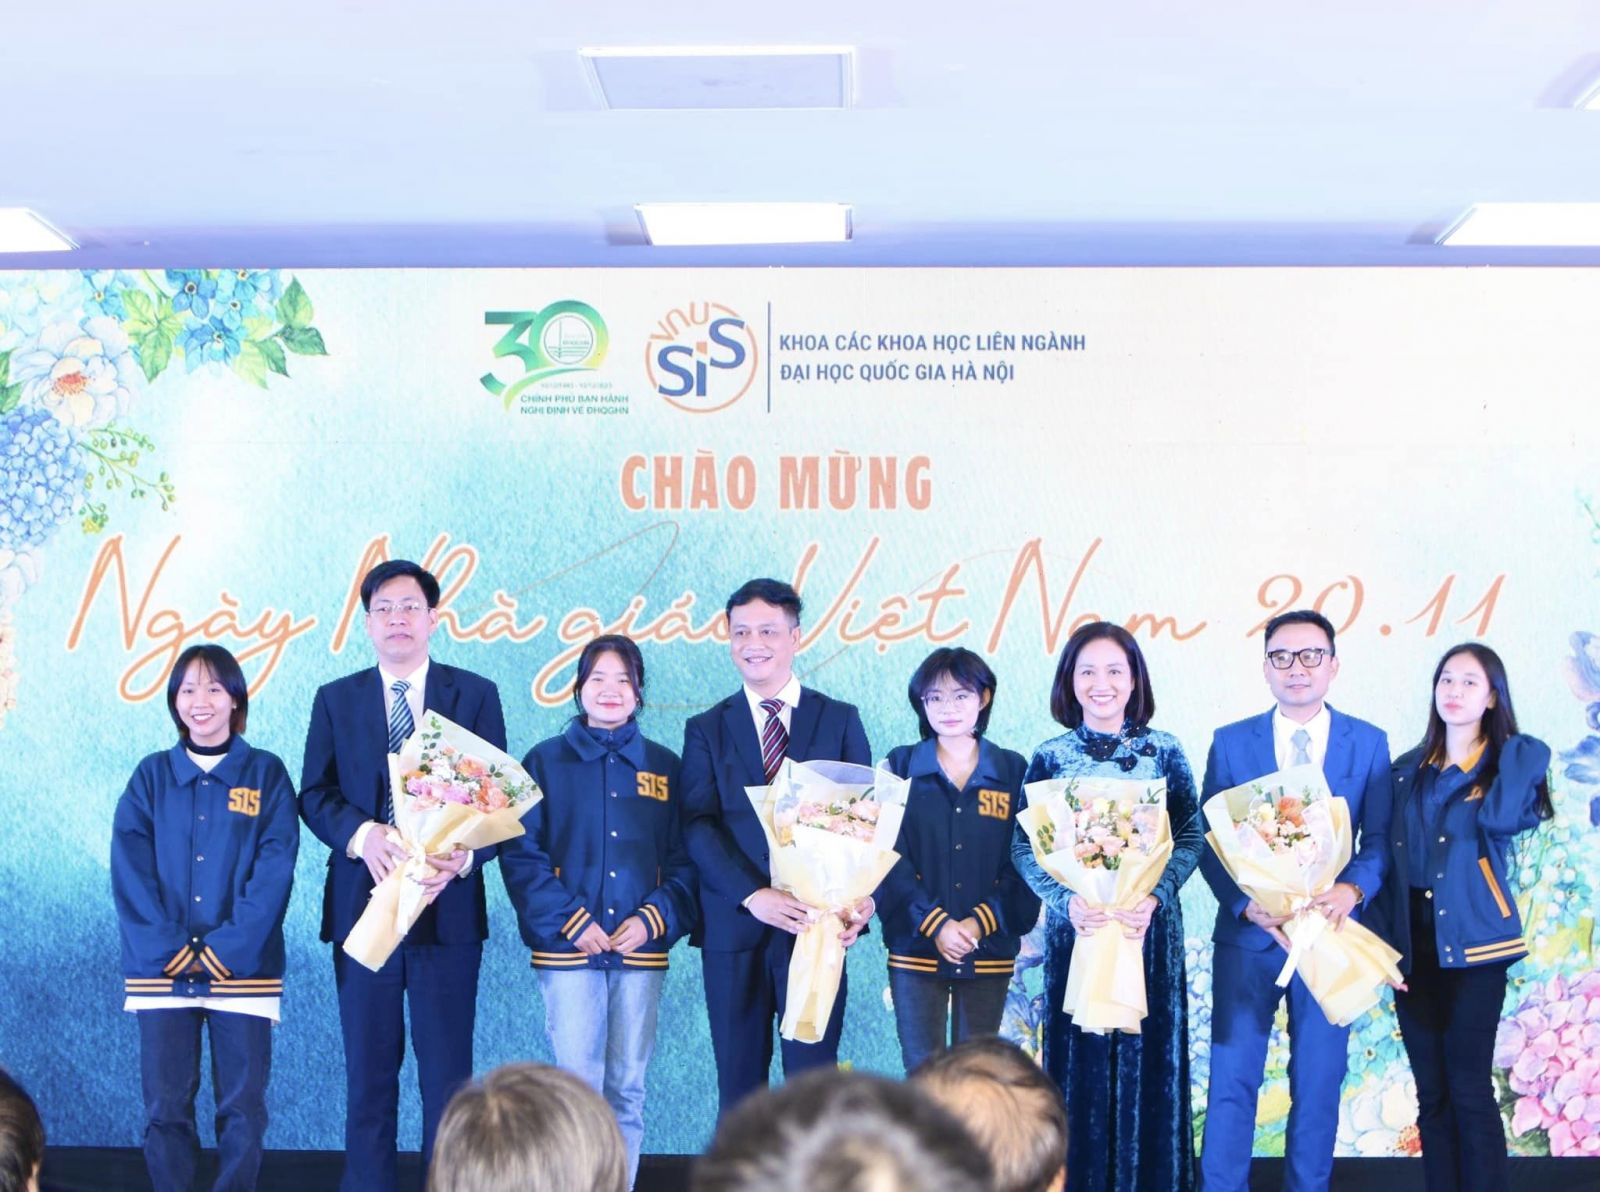 30
VNU
SiS
KHOA CÁC KHOA HỌC LIÊN NGÀNH
ĐẠI HỌC QUỐC GIA HÀ NỘI
CHÍNH PHỦ BAN HÀNH
NGHỊ ĐỊNH VỀ ĐHQGHN
CHÀO MỪNG
Ngày Nhà giáo Việt Nam 20.11
SIS
SIS
SIS